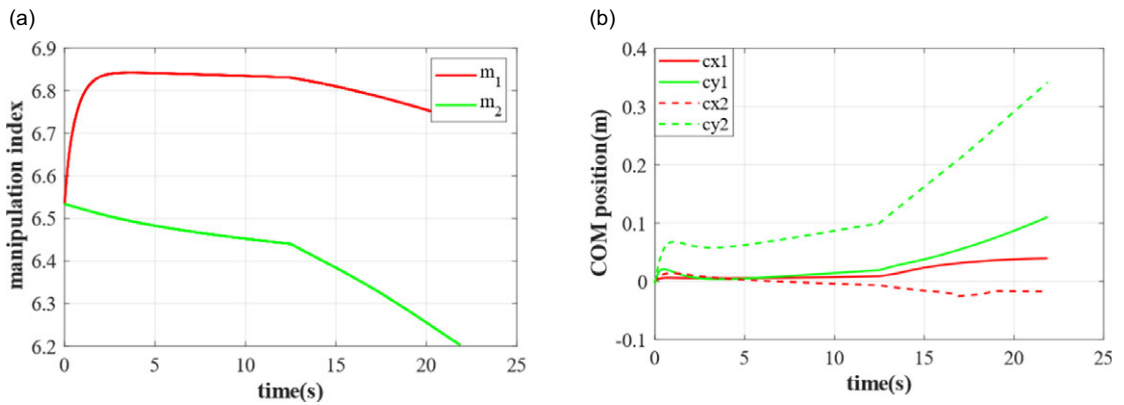 (a)
6.9
6.8
6.7
6.6
6.5
6.4
6.3
6.2
manipulation index
0 5 10 15 20 25
time(s)
m1
m2
(b)
0.4
0.3
0.2
0.1
0
-0.1
COM position(m)
0 5 10 15 20 25
time(s)
cx1
cy1
cx2
cy2